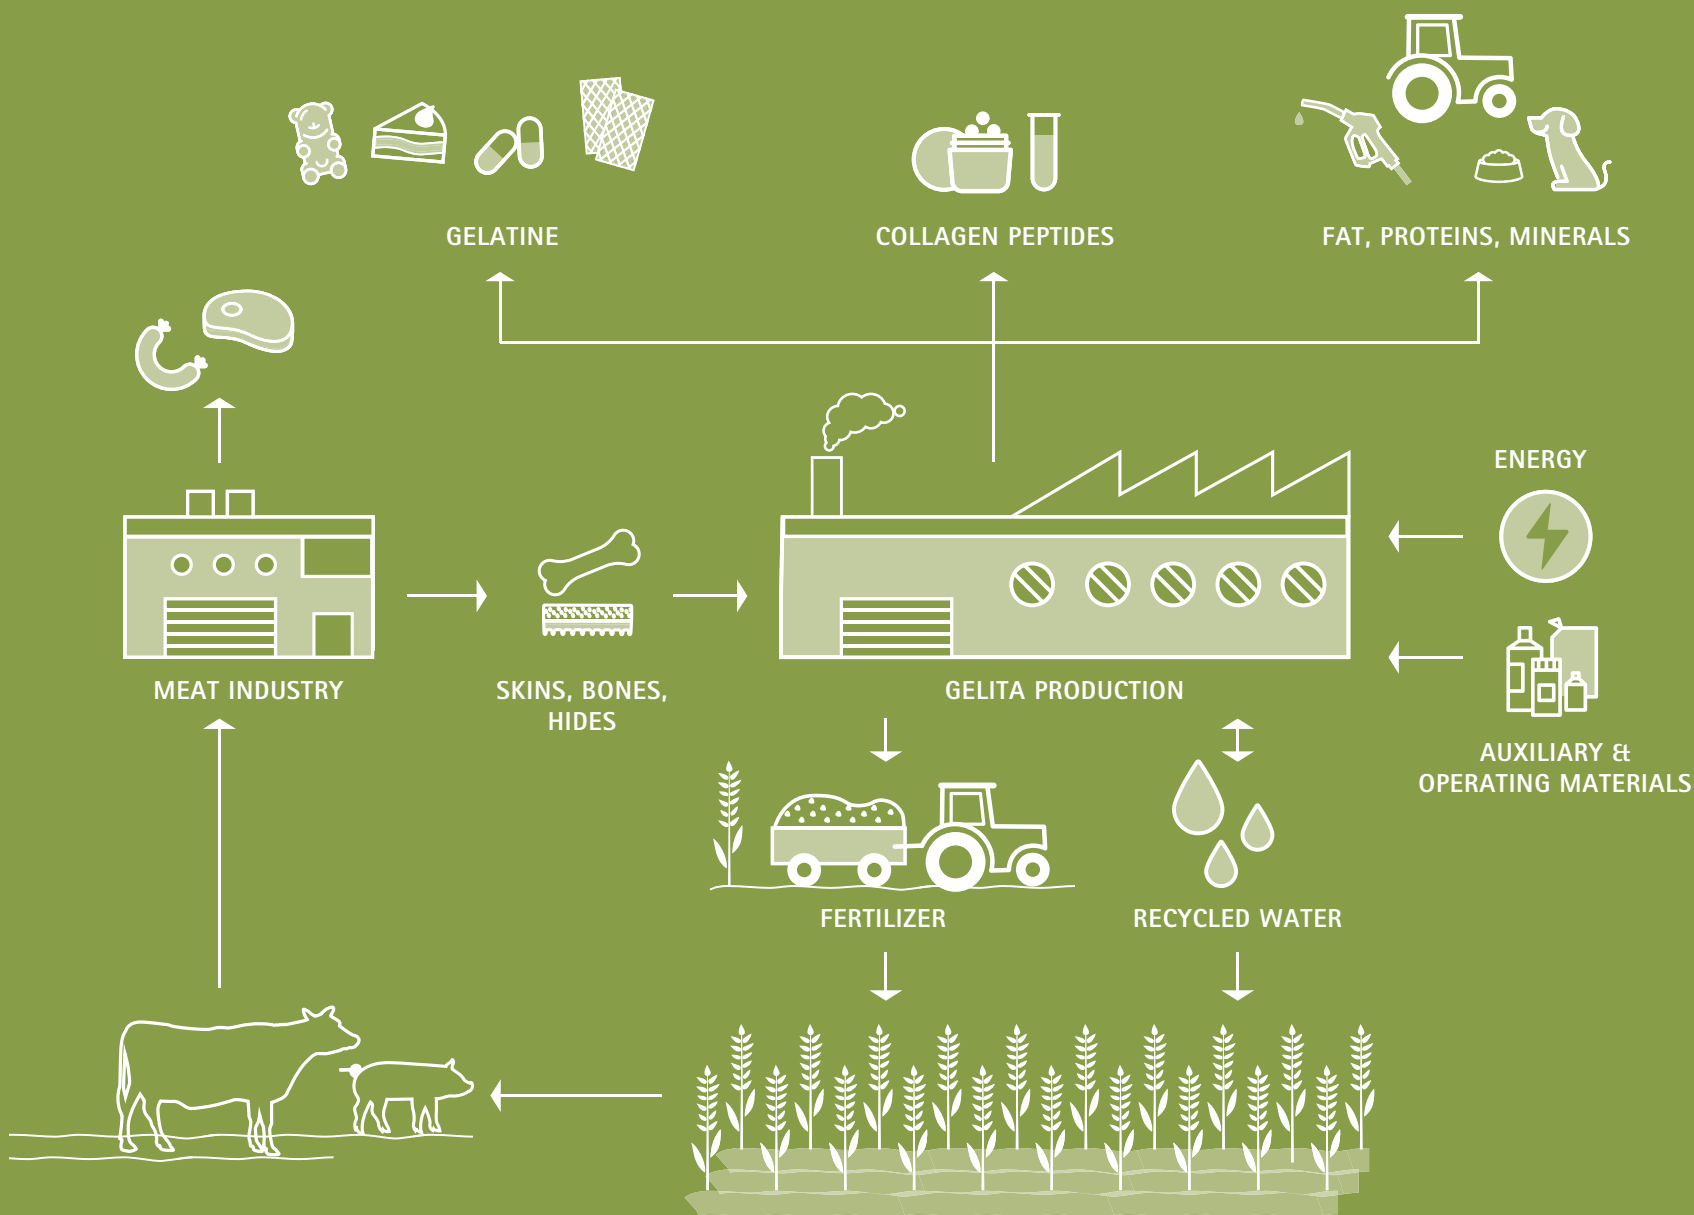 GELATINE
COLLAGEN PEPTIDES
FAT, PROTEINS, MINERALS
ENERGY
MEAT INDUSTRY
SKINS, BONES,
HIDES
GELITA PRODUCTION
AUXILIARY &
OPERATING MATERIALS
FERTILIZER
RECYCLED WATER